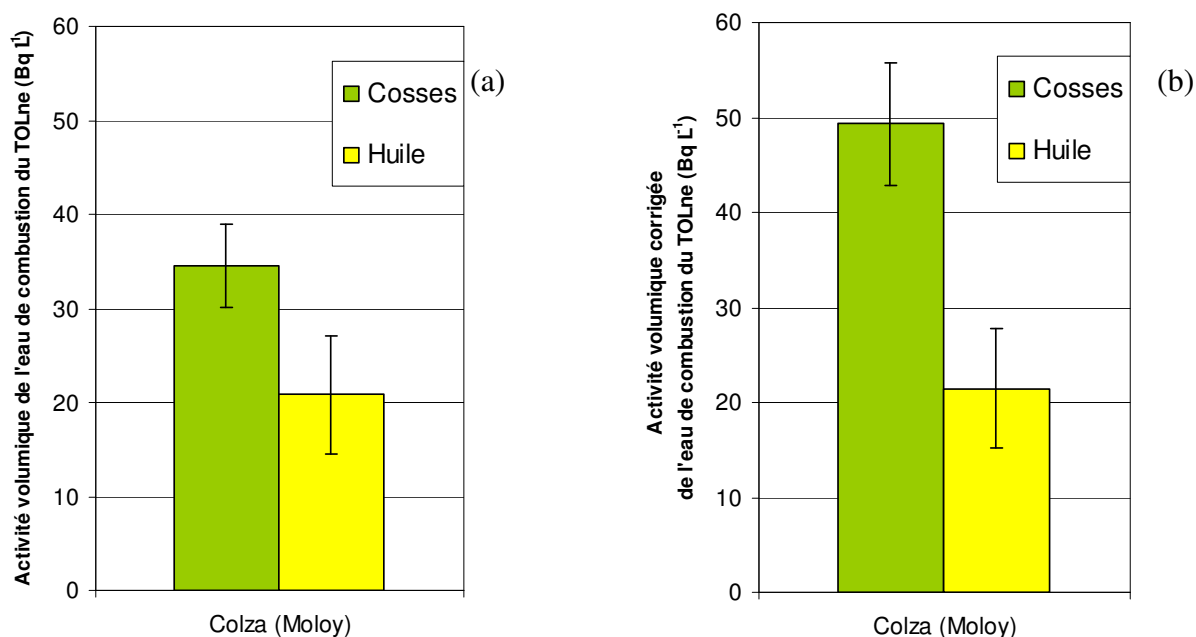 Activité volumique de l'eau de combustion du TOLne (Bq L-1)
60
50
40
30
20
10
0
Cosses
Huile
(a)
Colza (Moloy)
Activité volumique corrigée
de l'eau de combustion du TOLne (Bq L-1)
60
50
40
30
20
10
0
Cosses
Huile
(b)
Colza (Moloy)